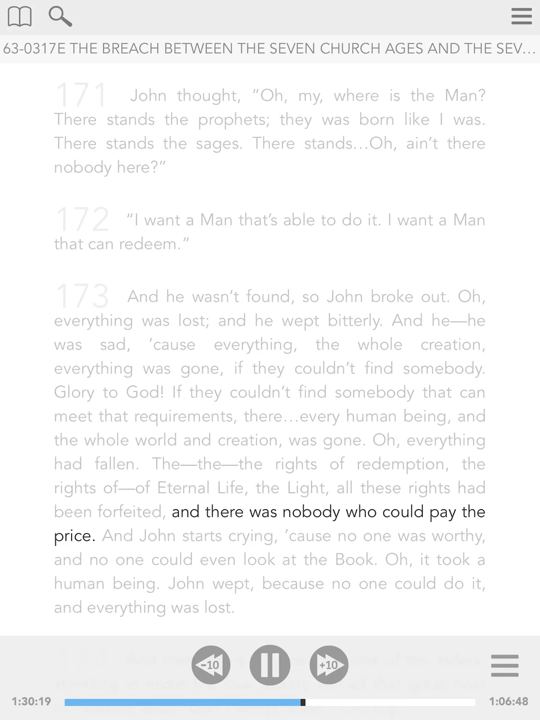 63-0317E THE BREACH BETWEEN THE SEVEN CHURCH AGES AND THE SEV…
171 John thought, “Oh, my, where is the Man?
There stands the prophets; they was born like I was.
There stands the sages. There stands…Oh, ain’t there
nobody here?”
172 “I want a Man that’s able to do it. I want a Man
that can redeem.”
173 And he wasn’t found, so John broke out. Oh,
everything was lost; and he wept bitterly. And he—he
was sad, ’cause everything, the whole creation,
everything was gone, if they couldn’t find somebody.
Glory to God! If they couldn’t find somebody that can
meet that requirements, there…every human being, and
the whole world and creation, was gone. Oh, everything
had fallen. The—the—the rights of redemption, the
rights of—of Eternal Life, the Light, all these rights had
been forfeited, and there was nobody who could pay the
price. And John starts crying, ’cause no one was worthy,
and no one could even look at the Book. Oh, it took a
human being. John wept, because no one could do it,
and everything was lost.
-10 +10
1:30:19 1:06:48